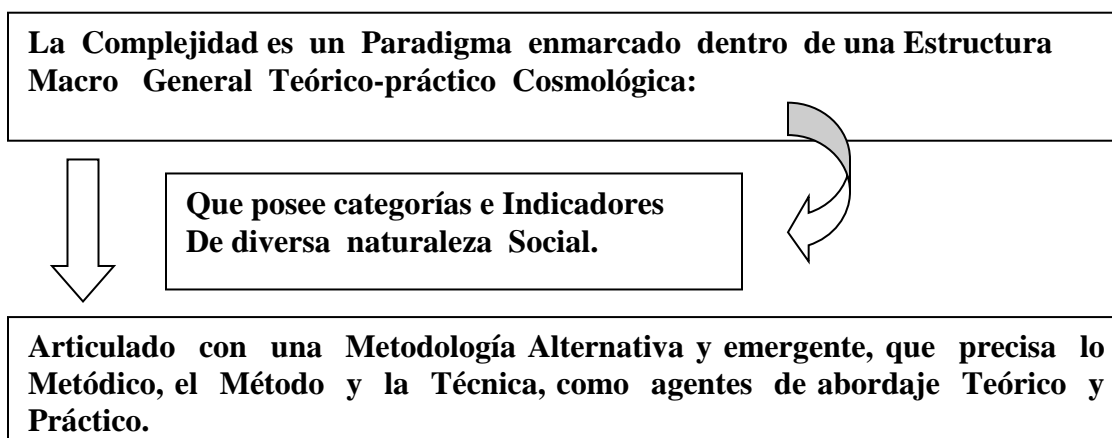 La Complejidad es un Paradigma enmarcado dentro de una Estructura
Macro General Teórico-práctico Cosmológica:
Que posee categorías e Indicadores
De diversa naturaleza Social.
Articulado con una Metodología Alternativa y emergente, que precisa lo
Metódico, el Método y la Técnica, como agentes de abordaje Teórico y
Práctico.